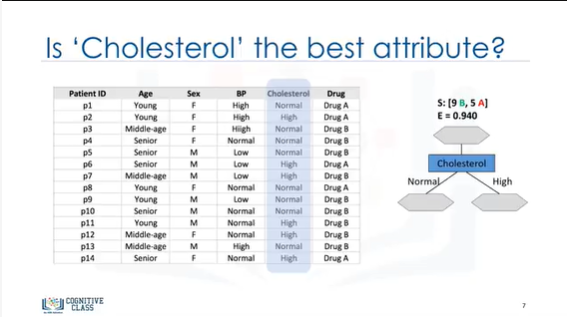 Is ‘Cholesterol’ the best attribute?
Patient ID Age Sex BP Cholesterol Drug
p1 Young F High Normal Drug A
p2 Young F High High Drug A
p3 Middle-age F Hiigh Normal Drug B
p4 Senior F Normal Normal Drug B
p5 Senior M Low Normal Drug B
p6 Senior M Low High Drug A
p7 Middle-age M Low High Drug B
p8 Young F Normal Normal Drug A
p9 Young M Low Normal Drug B
p10 Senior M Normal Normal Drug B
p11 Young M Normal High Drug B
p12 Middle-age F Normal High Drug B
p13 Middle-age M High Normal Drug B
p14 Senior F Normal High Drug A
S: [9 B, 5 A]
E = 0.940
Cholesterol
Normal High
COGNITIVE
CLASS
7